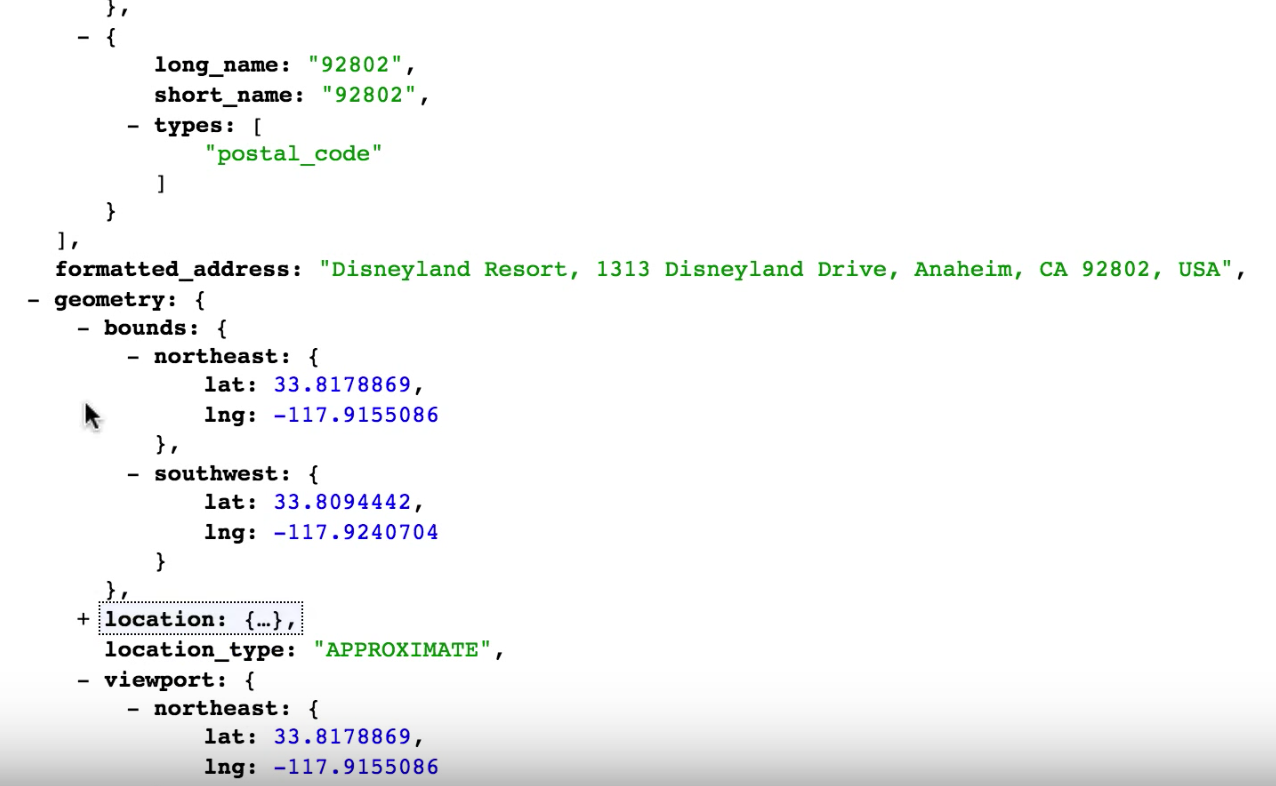 },
- {
long_name: "92802",
short_name: "92802",
- types: [
"postal_code"
]
}
],
formatted_address: "Disneyland Resort, 1313 Disneyland Drive, Anaheim, CA 92802, USA",
- geometry: {
- bounds: {
- northeast: {
lat: 33.8178869,
lng: -117.9155086
},
- southwest: {
lat: 33.8094442,
lng: -117.9240704
}
},
+ location: {…},
location_type: "APPROXIMATE",
- viewport: {
- northeast: {
lat: 33.8178869,
lng: -117.9155086